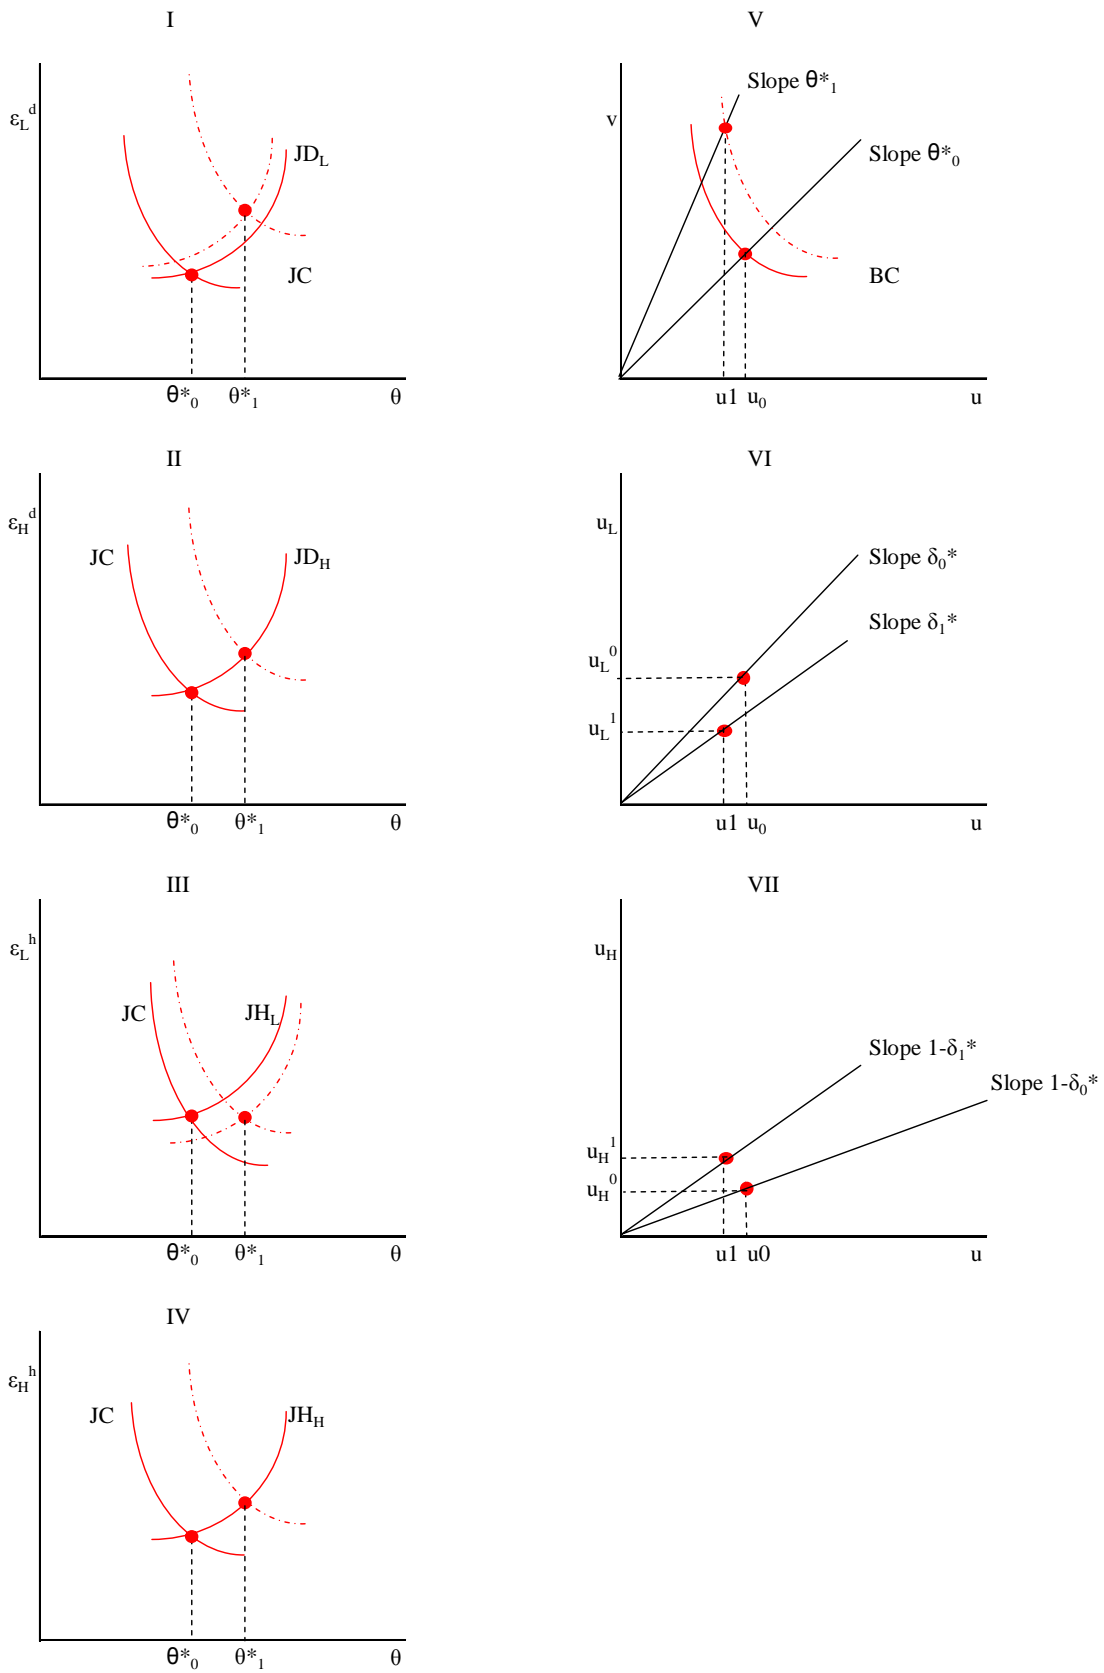 I
ε_L^d
JD_L
JC
θ*_0
θ*_1
θ
II
ε_H^d
JC
JD_H
θ*_0
θ*_1
θ
III
ε_L^h
JC
JH_L
θ*_0
θ*_1
θ
IV
ε_H^h
JC
JH_H
θ*_0
θ*_1
θ
V
v
Slope θ*_1
Slope θ*_0
BC
u1
u_0
u
VI
u_L
Slope δ_0*
Slope δ_1*
u_L^0
u_L^1
u1
u_0
u
VII
u_H
Slope 1-δ_1*
Slope 1-δ_0*
u_H^1
u_H^0
u1
u0
u